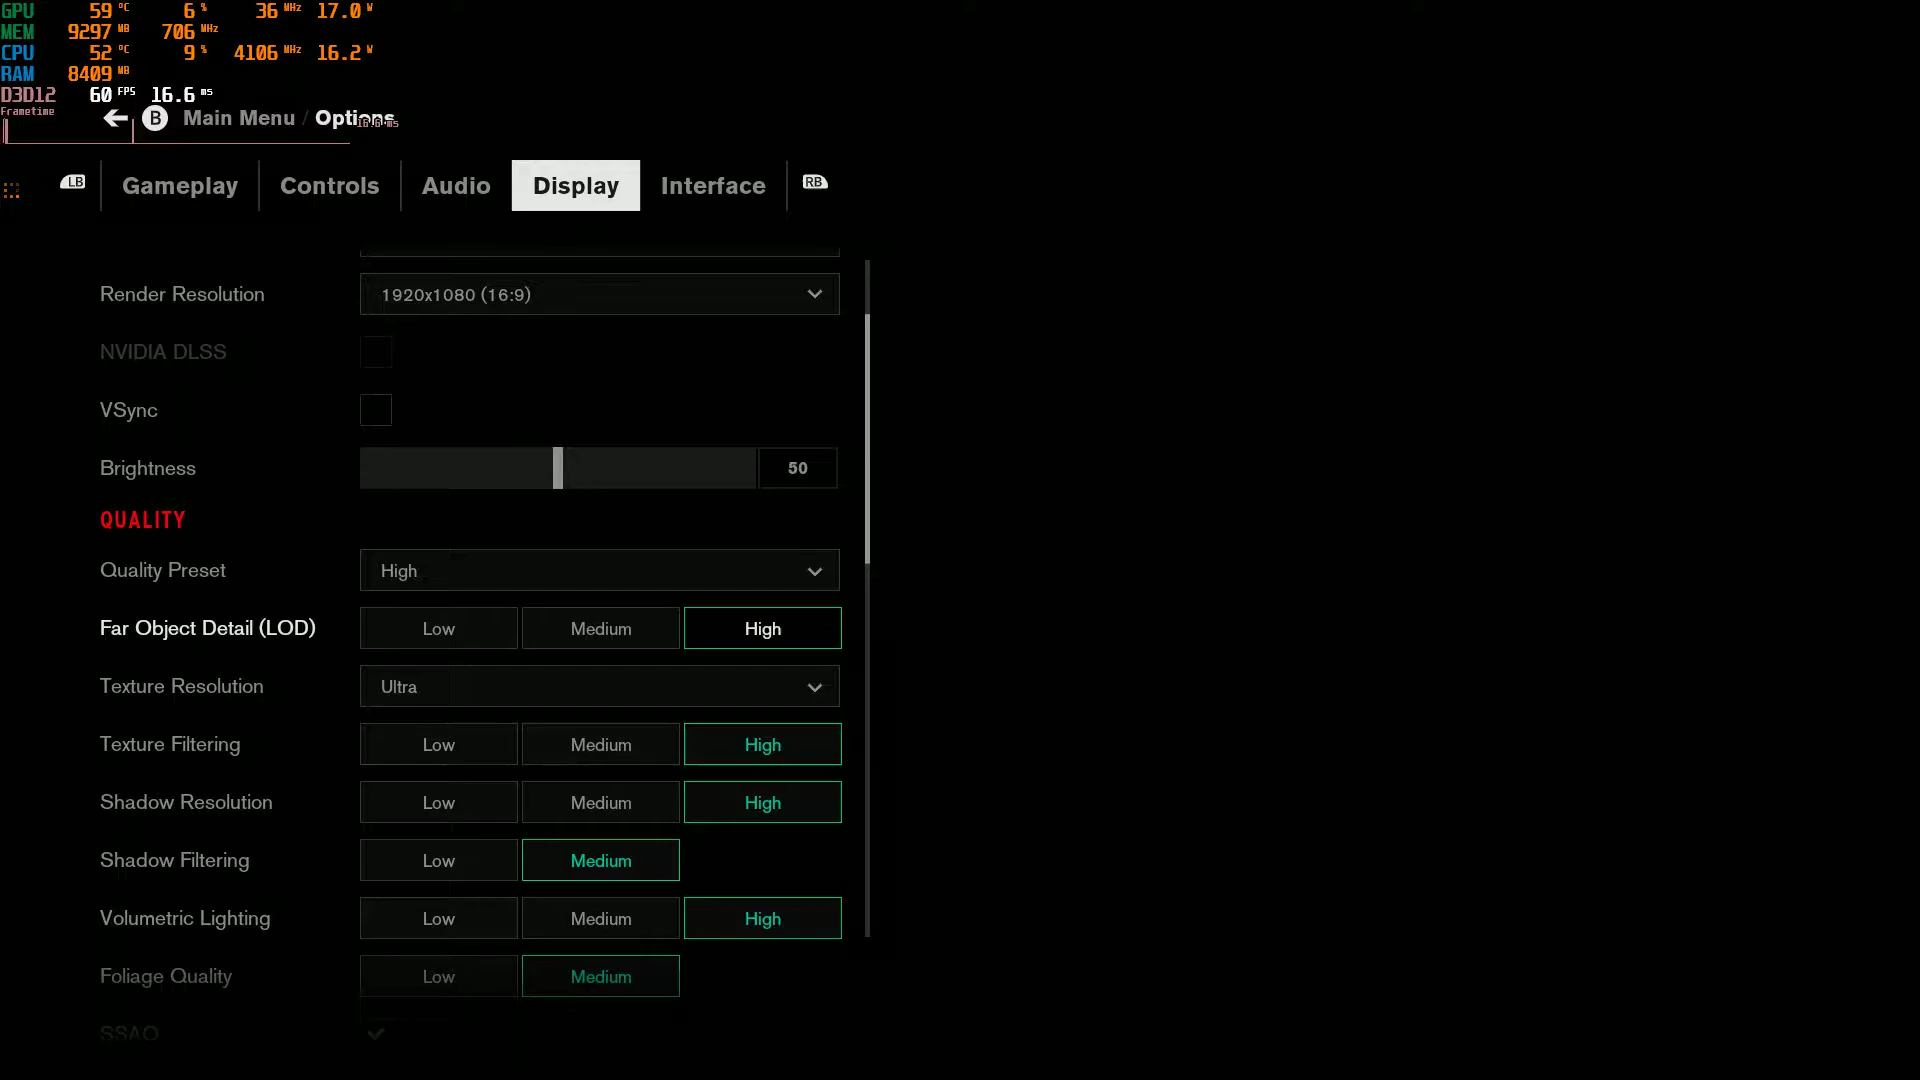 GPU 59 °C 6 % 36 MHz 17.0 W
MEM 9297 MB 706 MHz
CPU 52 °C 9 % 4106 MHz 16.2 W
RAM 8409 MB
D3D12 60 FPS 16.6 ms
Frametime
B Main Menu / Options
LB Gameplay Controls Audio Display Interface RB
Render Resolution 1920x1080 (16:9)
NVIDIA DLSS
VSync
Brightness 50
QUALITY
Quality Preset High
Far Object Detail (LOD) Low Medium High
Texture Resolution Ultra
Texture Filtering Low Medium High
Shadow Resolution Low Medium High
Shadow Filtering Low Medium
Volumetric Lighting Low Medium High
Foliage Quality Low Medium
SSAO